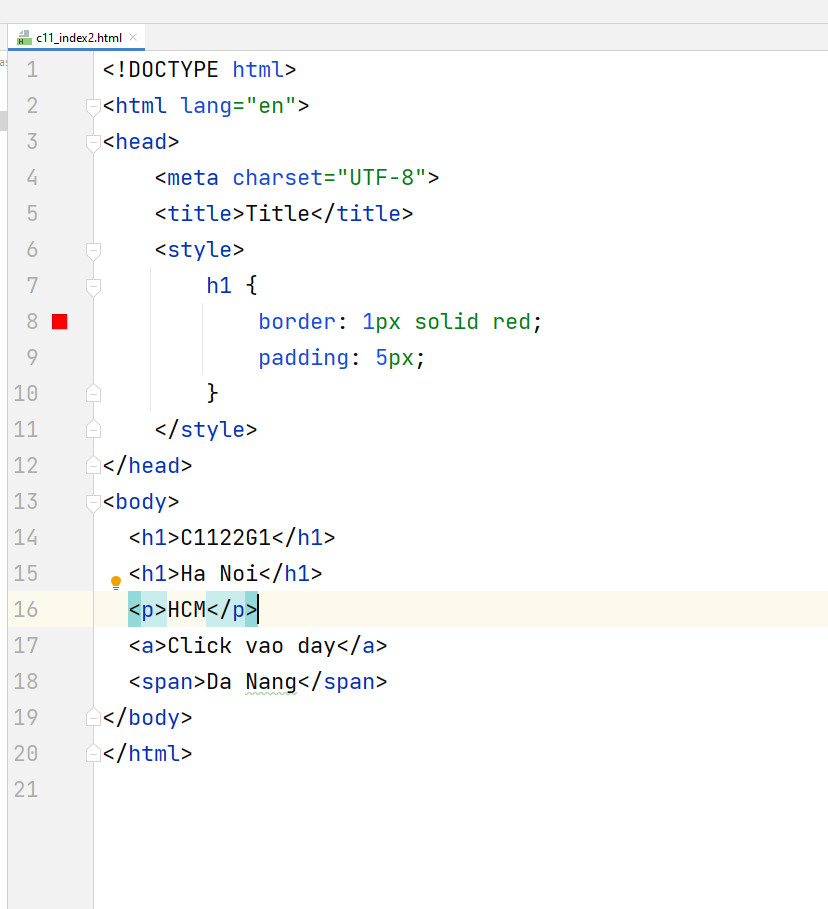 c11_index2.html
1 <!DOCTYPE html>
2 <html lang="en">
3 <head>
4     <meta charset="UTF-8">
5     <title>Title</title>
6     <style>
7         h1 {
8             border: 1px solid red;
9             padding: 5px;
10         }
11     </style>
12 </head>
13 <body>
14   <h1>C1122G1</h1>
15   <h1>Ha Noi</h1>
16   <p>HCM</p>
17   <a>Click vao day</a>
18   <span>Da Nang</span>
19 </body>
20 </html>
21